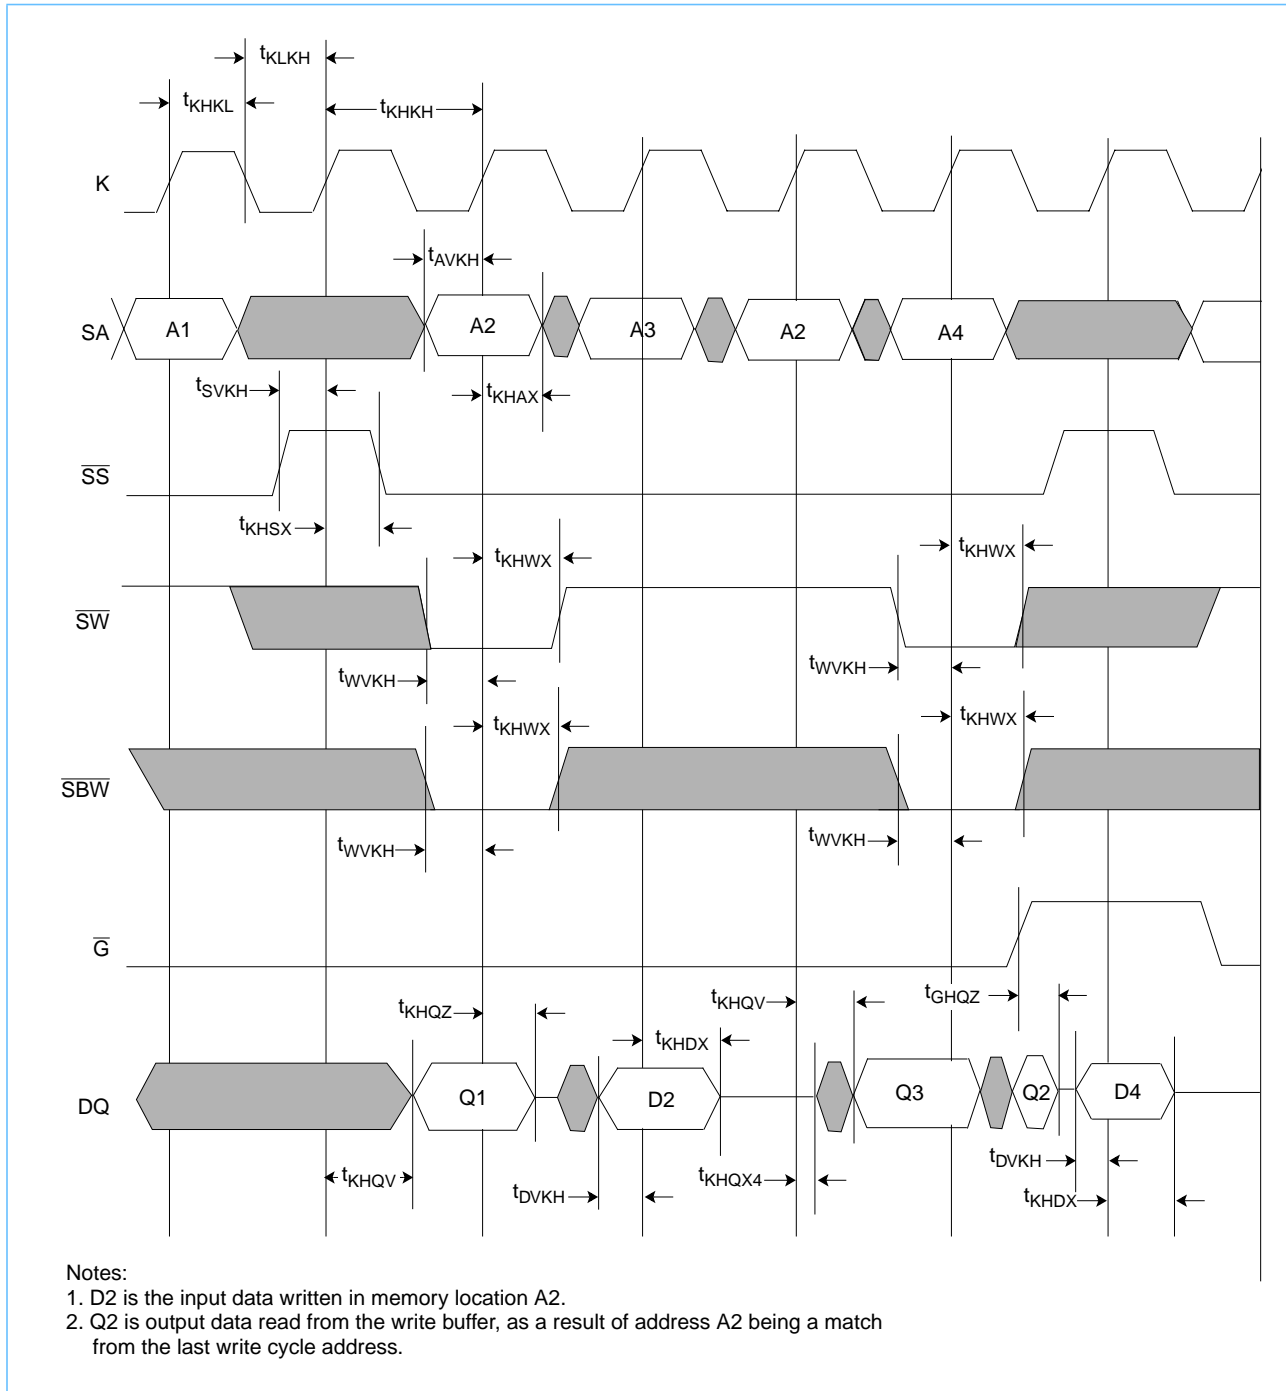 tKLKH
tKHKL
tKHKH
K
tAVKH
SA
A1
A2
A3
A2
A4
tSVKH
tKHAX
SS
tKHSX
tKHWX
tKHWX
SW
tWVKH
tWVKH
tKHWX
tKHWX
SBW
tWVKH
tWVKH
G
tKHQZ
tKHQV
tGHQZ
tKHDX
DQ
Q1
D2
Q3
Q2
D4
tKHQV
tDVKH
tKHQX4
tDVKH
tKHDX
Notes:
1. D2 is the input data written in memory location A2.
2. Q2 is output data read from the write buffer, as a result of address A2 being a match
from the last write cycle address.